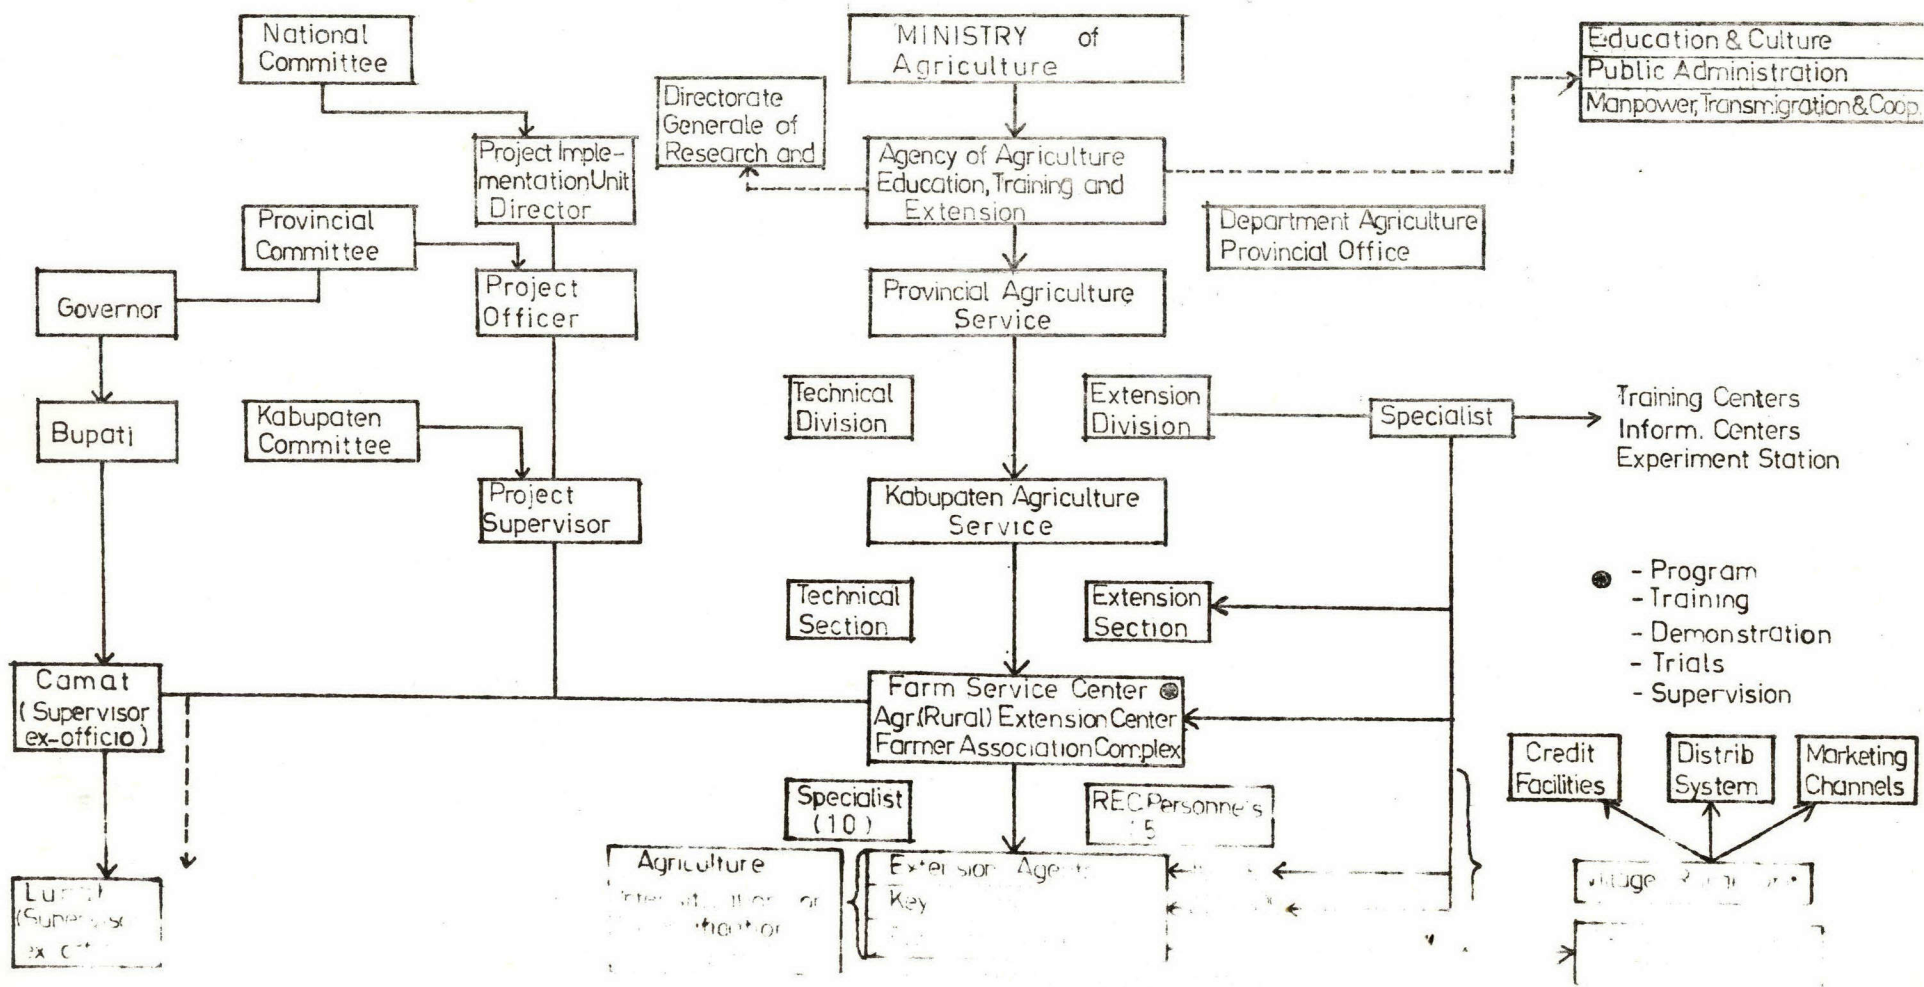 National
Committee
MINISTRY of
Agriculture
Education & Culture
Public Administration
Manpower, Transmigration & Coop.
Directorate
Generale of
Research and
Project Imple-
mentation Unit
Director
Agency of Agriculture
Education, Training and
Extension
Provincial
Committee
Department Agriculture
Provincial Office
Governor
Project
Officer
Provincial Agriculture
Service
Technical
Division
Extension
Division
Specialist
Training Centers
Inform. Centers
Experiment Station
Bupati
Kabupaten
Committee
Project
Supervisor
Kabupaten Agriculture
Service
Technical
Section
Extension
Section
- Program
- Training
- Demonstration
- Trials
- Supervision
Camat
(Supervisor
ex-officio)
Farm Service Center
Agr.(Rural) Extension Center
Farmer Association Complex
Credit
Facilities
Distrib
System
Marketing
Channels
Specialist
(10)
REC Personnels
Agriculture
Extension
Key